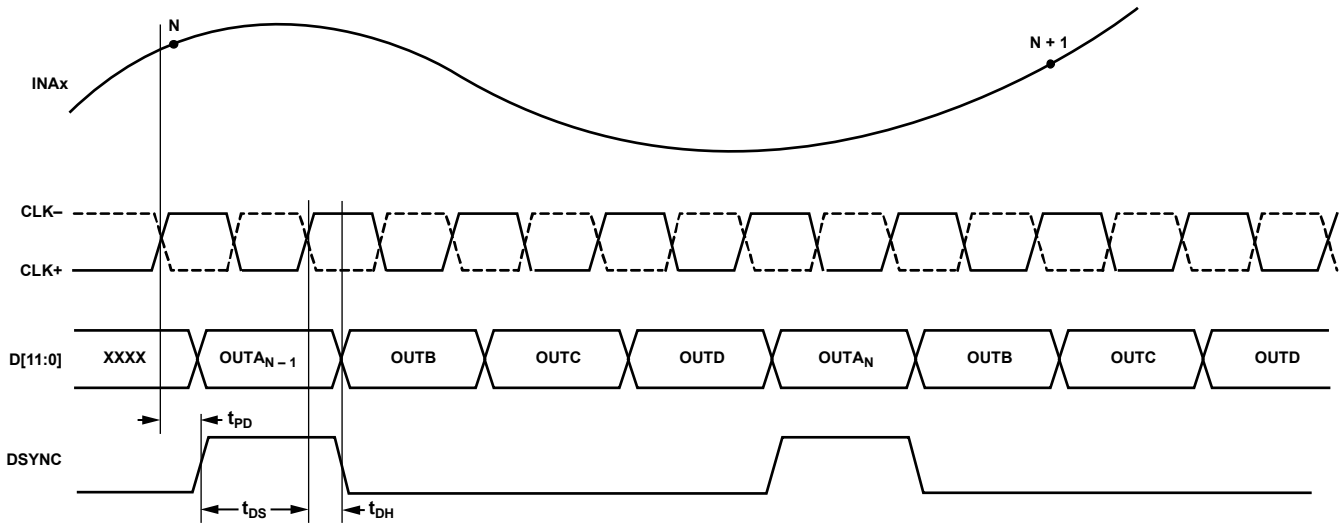 N
N + 1
INAx
CLK–
CLK+
D[11:0] XXXX OUTAN – 1 OUTB OUTC OUTD OUTAN OUTB OUTC OUTD
tPD
DSYNC
tDS tDH